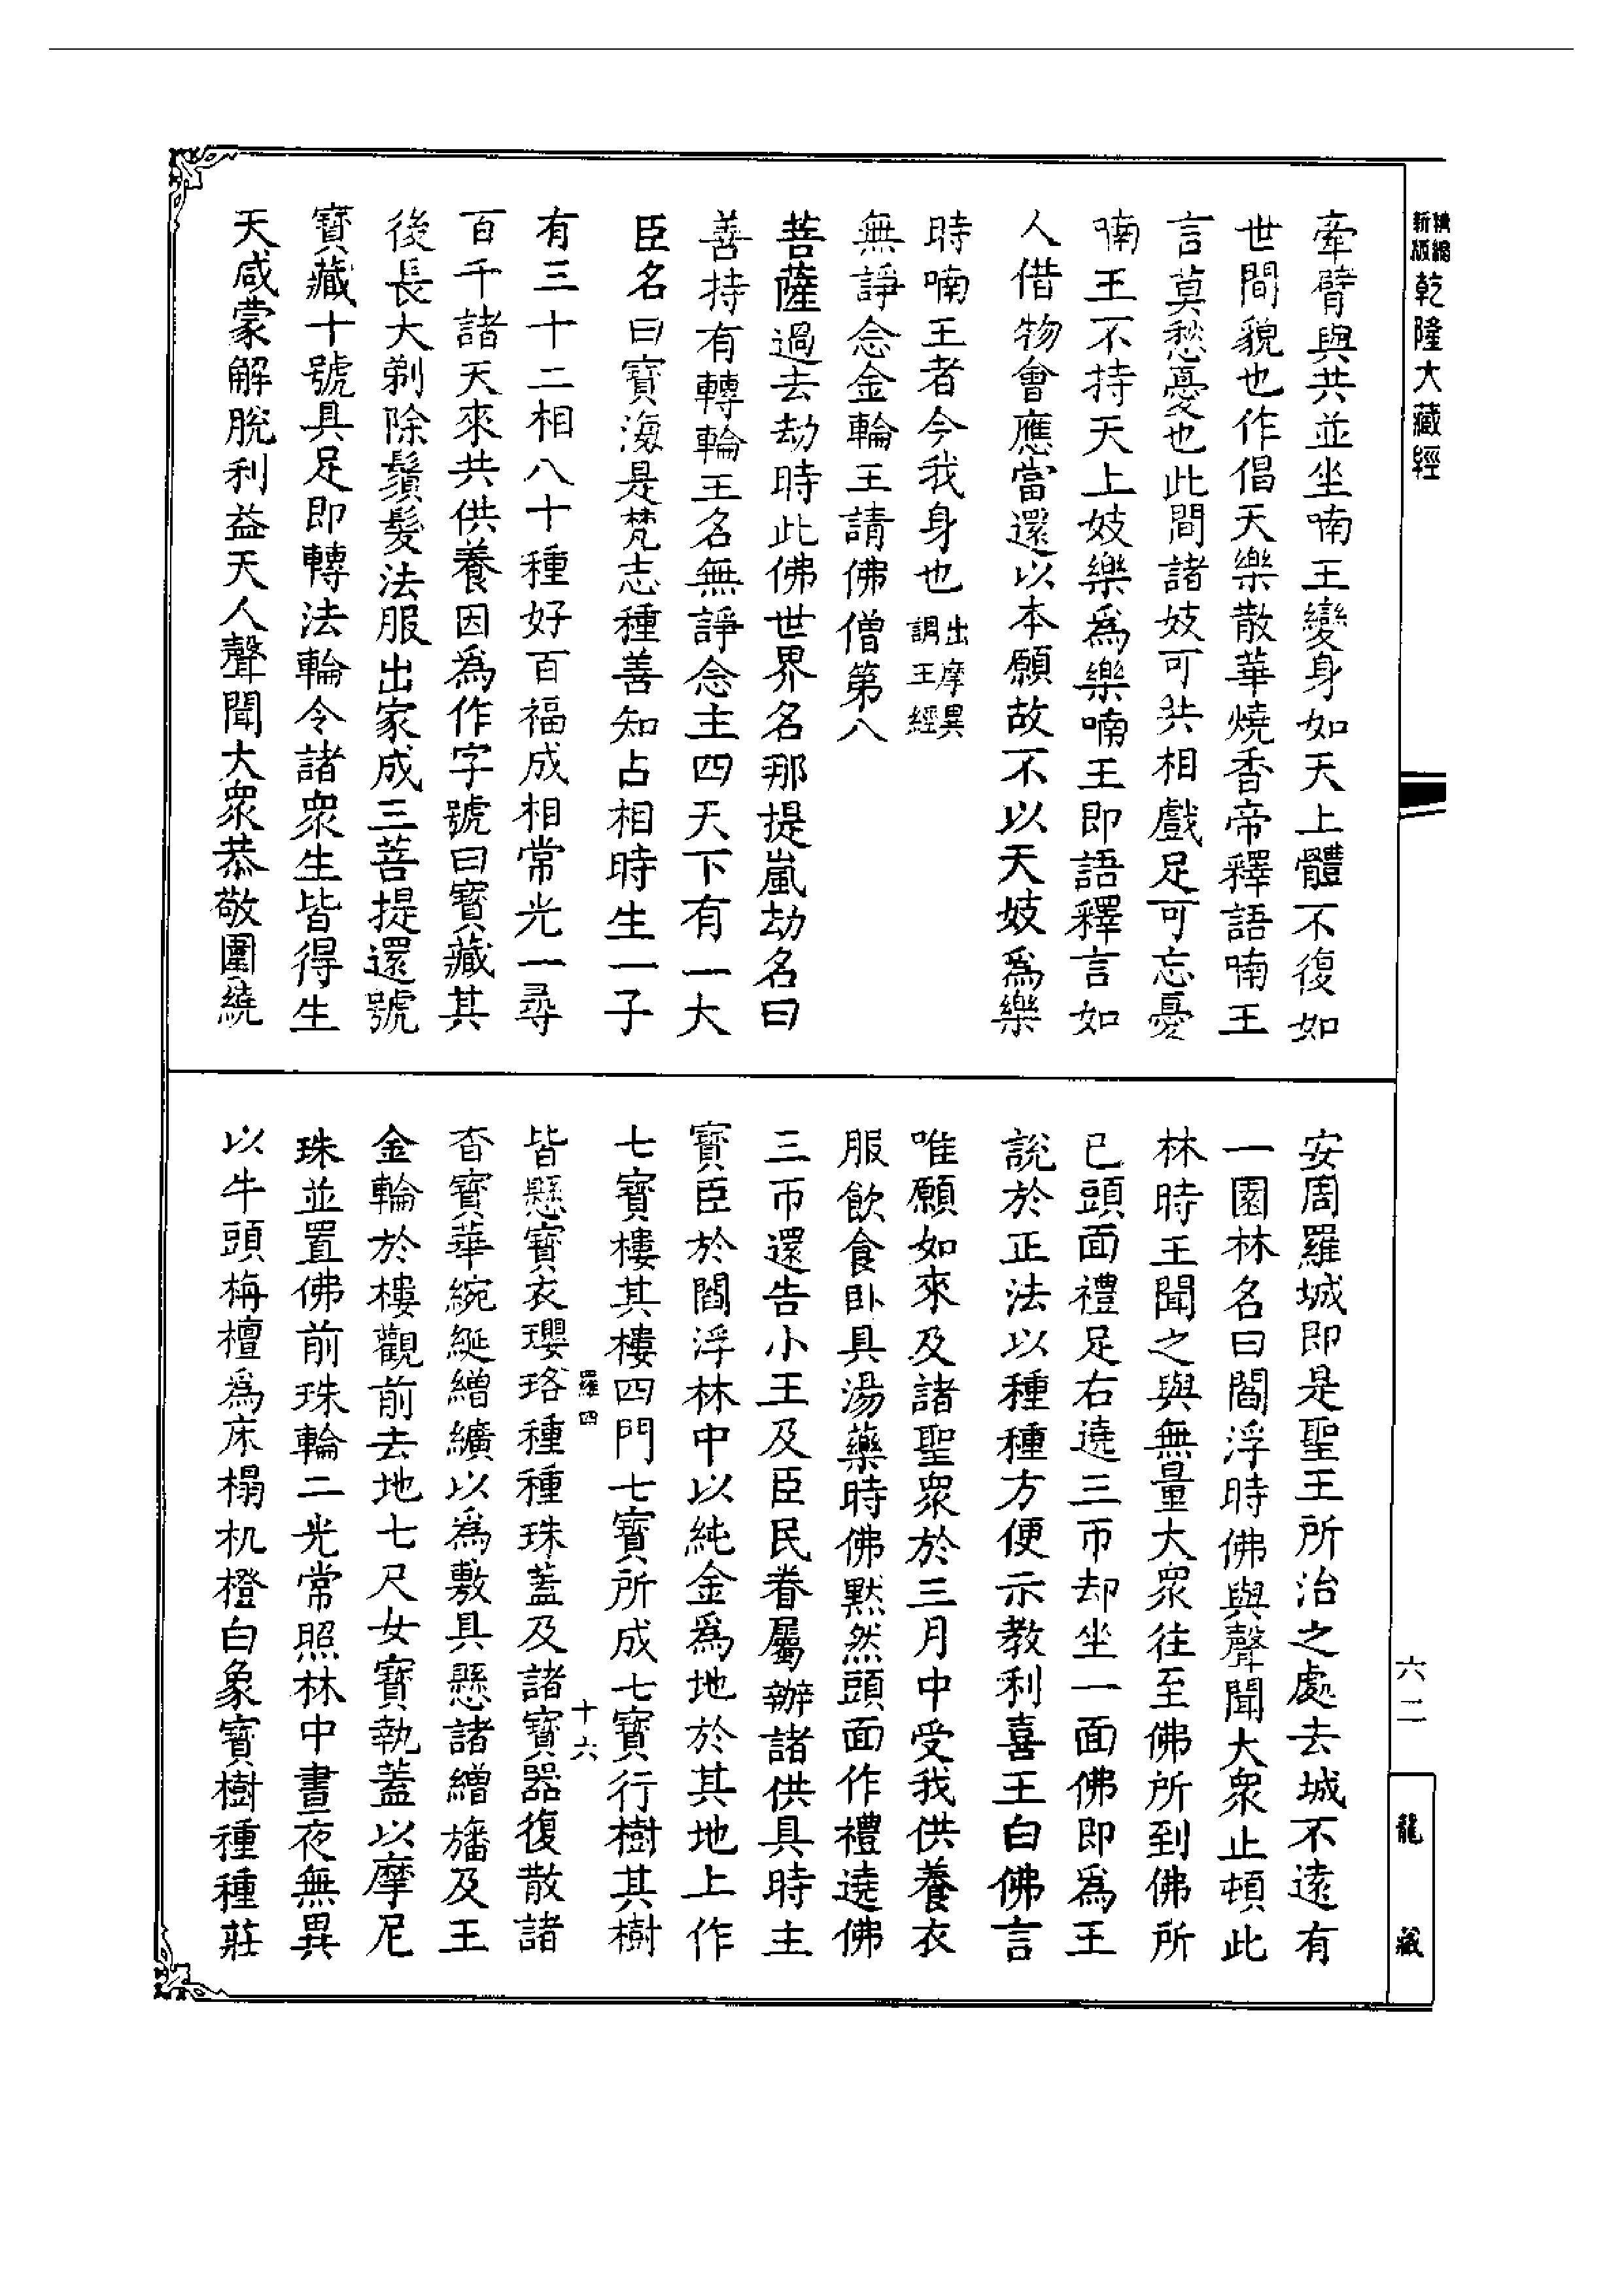 精縮新版乾隆大藏經
牽臂與共並坐喃王變身如天上體不復如
世間貌也作倡天樂散華燒香帝釋語喃王
言莫愁憂也此間諸妓可共相戲足可忘憂
喃王不持天上妓樂爲樂喃王即語釋言如
人借物會應當還以本願故不以天妓爲樂
時喃王者今我身也出摩異調王經
無諍念金輪王請佛僧第八
菩薩過去劫時此佛世界名那提嵐劫名曰
善持有轉輪王名無諍念主四天下有一大
臣名曰寶海是梵志種善知占相時生一子
有三十二相八十種好百福成相常光一尋
百千諸天來共供養因爲作字號曰寶藏其
後長大剃除鬚髮法服出家成三菩提還號
寶藏十號具足即轉法輪令諸衆生皆得生
天咸蒙解脫利益天人聲聞大衆恭敬圍繞
安周羅城即是聖王所治之處去城不遠有
一園林名曰閻浮時佛與聲聞大衆止頓此
林時王聞之與無量大衆往至佛所到佛所
已頭面禮足右遶三帀却坐一面佛即爲王
說於正法以種種方便示教利喜王白佛言
唯願如來及諸聖衆於三月中受我供養衣
服飲食卧具湯藥時佛默然頭面作禮遶佛
三帀還告小王及臣民眷屬辦諸供具時主
寶臣於閻浮林中以純金爲地於其地上作
七寶樓其樓四門七寶所成七寶行樹其樹
羅四 十六
皆懸寶衣瓔珞種種珠蓋及諸寶器復散諸
杳寶華綩綖繒纊以爲敷具懸諸繒旛及王
金輪於樓觀前去地七尺女寶執蓋以摩尼
珠並置佛前珠輪二光常照林中晝夜無異
以牛頭栴檀爲床榻机橙白象寶樹種種莊
六二
龍藏